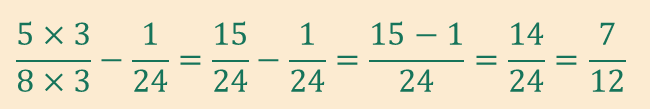 5 × 3 / 8 × 3 − 1 / 24 = 15 / 24 − 1 / 24 = 15 − 1 / 24 = 14 / 24 = 7 / 12